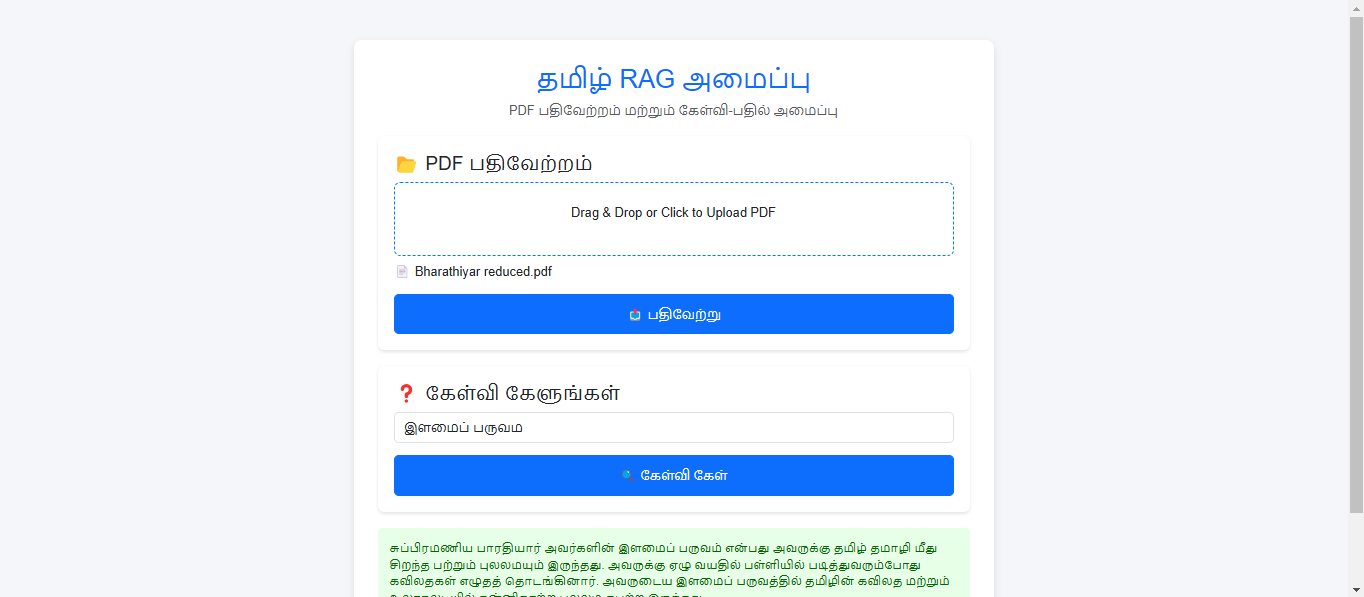 தமிழ் RAG அமைப்பு
PDF பதிவேற்றம் மற்றும் கேள்வி-பதில் அமைப்பு
PDF பதிவேற்றம்
Drag & Drop or Click to Upload PDF
Bharathiyar reduced.pdf
பதிவேற்று
கேள்வி கேளுங்கள்
இளமைப் பருவம
கேள்வி கேள்
சுப்பிரமணிய பாரதியார் அவர்களின் இளமைப் பருவம் என்பது அவருக்கு தமிழ் தமாழி மீது
சிறந்த பற்றும் புலலமயும் இருந்தது. அவருக்கு ஏழு வயதில் பள்ளியில் படித்துவரும்போது
கவிலதகள் எழுதத் தொடங்கினார். அவருடைய இளமைப் பருவத்தில் தமிழின் கவிலத மற்றும்